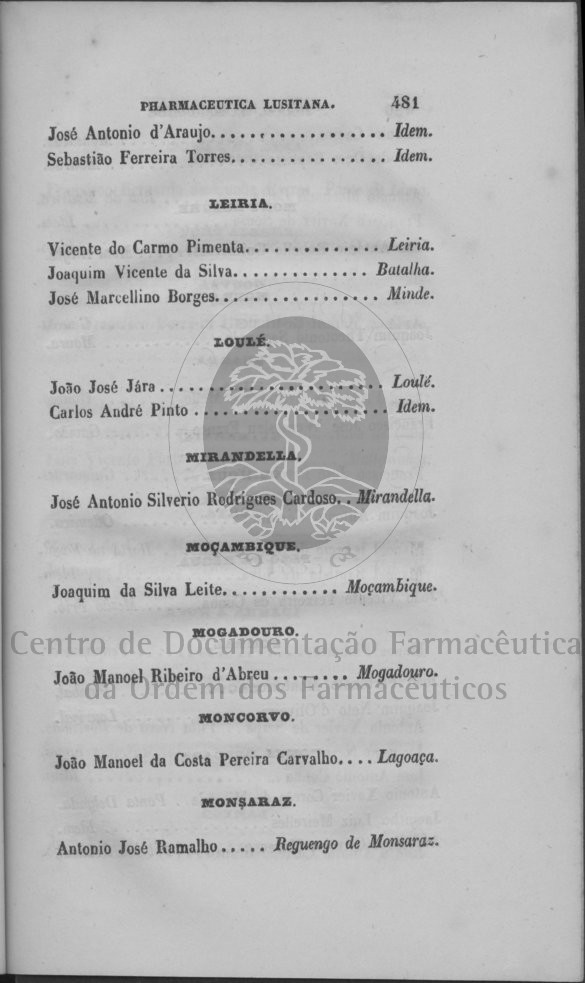 PHARMACEUTICA LUSITANA. 481
José Antonio d'Araujo.................. Idem.
Sebastião Ferreira Torres................ Idem.
LEIRIA.
Vicente do Carmo Pimenta............... Leiria.
Joaquim Vicente da Silva.............. Batalha.
José Marcellino Borges................. Minde.
LOULÉ.
João José Jára ........................ Loulé.
Carlos André Pinto ..................... Idem.
MIRANDELLA.
José Antonio Silverio Rodrigues Cardoso.. Mirandella.
MOÇAMBIQUE.
Joaquim da Silva Leite............ Moçambique.
MOGADOURO.
Centro de Documentação Farmacêutica
João Manoel Ribeiro d'Abreu ........ Mogadouro.
da Ordem dos Farmacêuticos
MONCORVO.
João Manoel da Costa Pereira Carvalho.... Lagoaça.
MONSARAZ.
Antonio José Ramalho ..... Reguengo de Monsaraz.